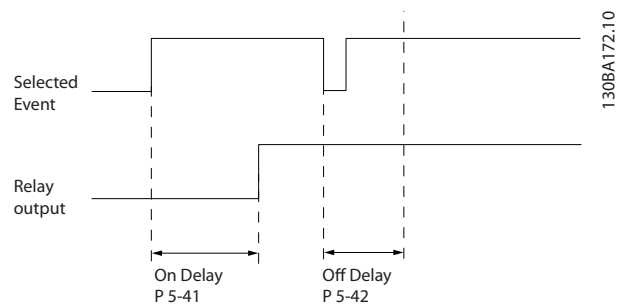 130BA172.10
Selected
Event
Relay
output
On Delay
P 5-41
Off Delay
P 5-42